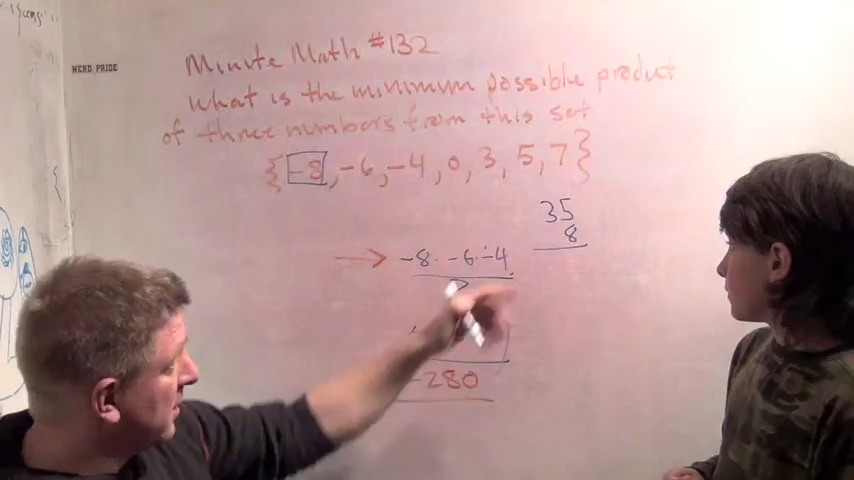 NERD PRIDE
Minute Math #132
What is the minimum possible product
of three numbers from this set
{-8, -6, -4, 0, 3, 5, 7}
35
8
→ -8 · -6 · -4
-280